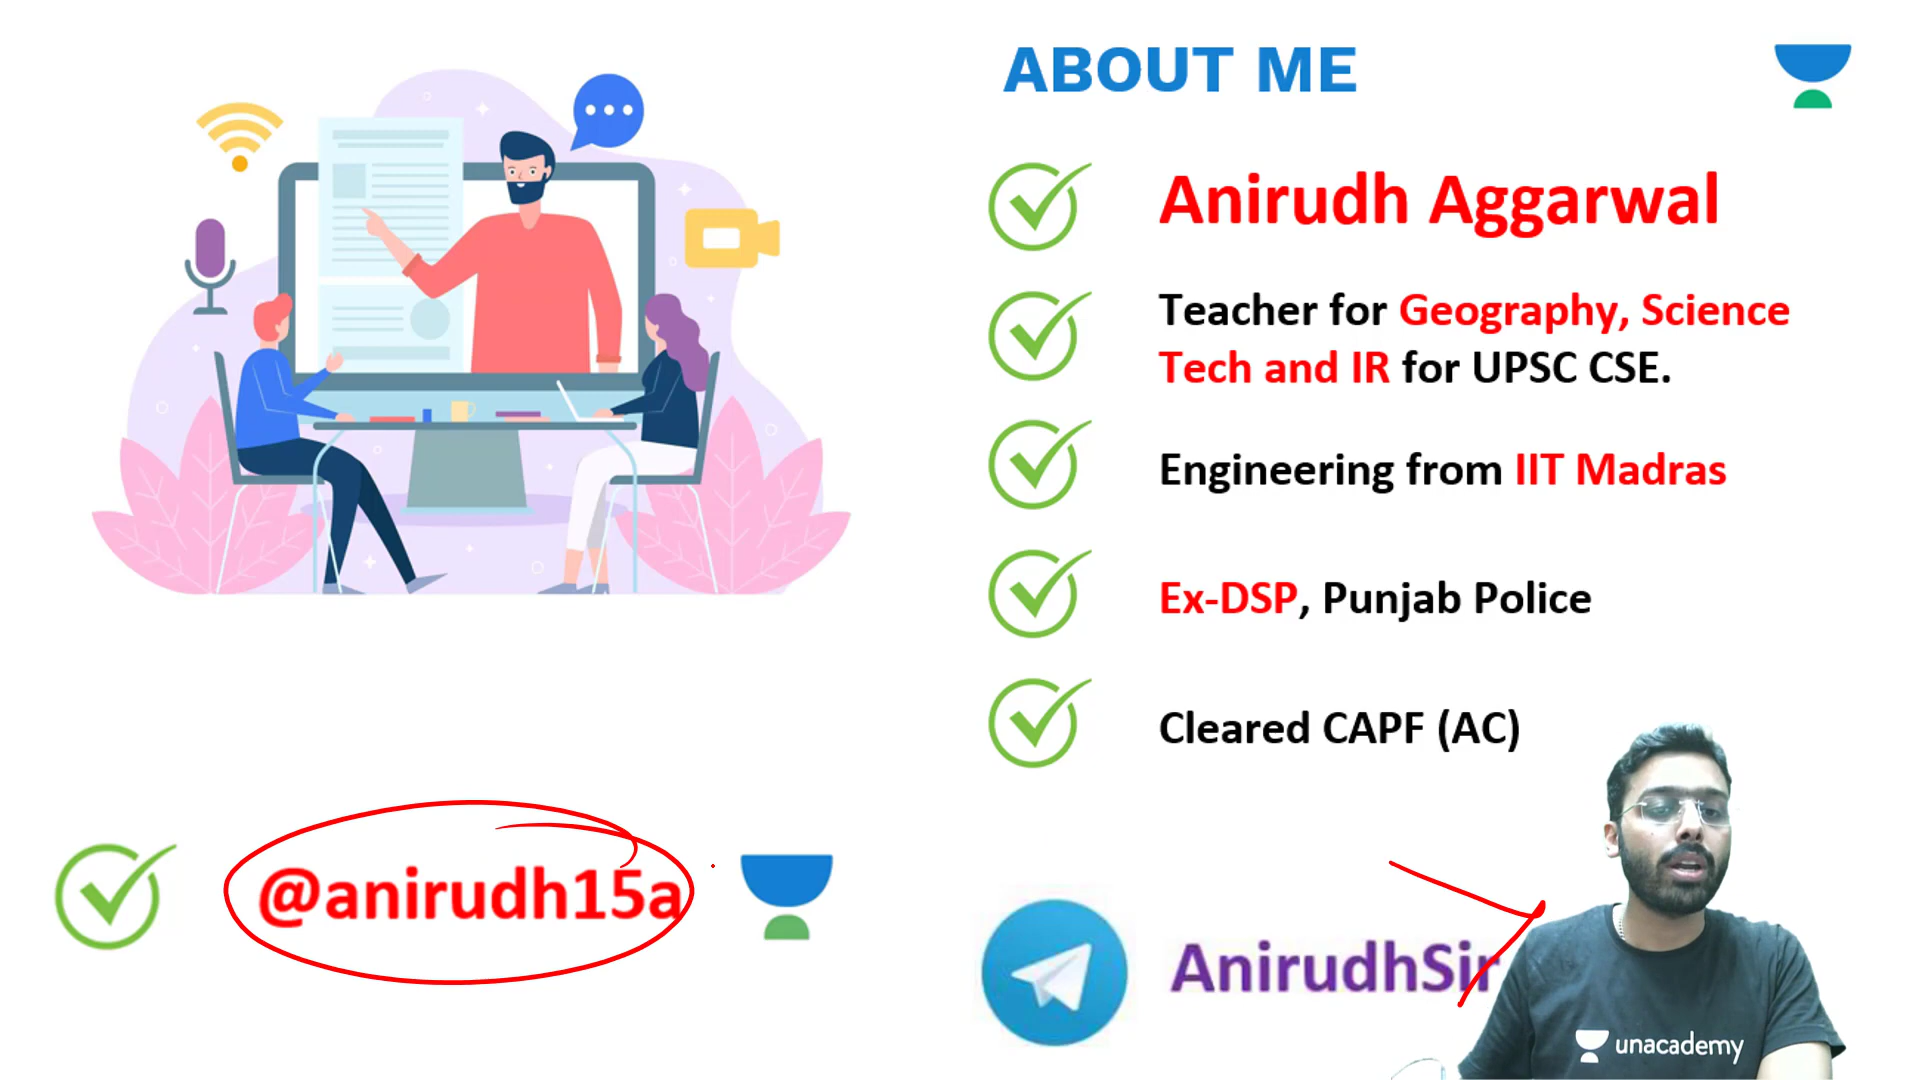 ABOUT ME
Anirudh Aggarwal
Teacher for Geography, Science
Tech and IR for UPSC CSE.
Engineering from IIT Madras
Ex-DSP, Punjab Police
Cleared CAPF (AC)
@anirudh15a
AnirudhSir
unacademy